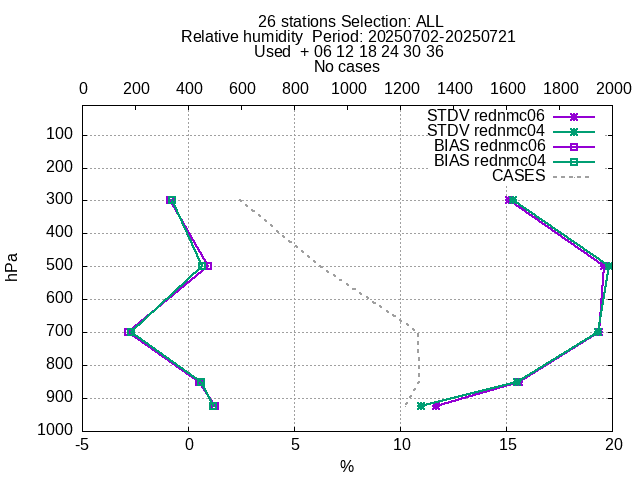 26 stations Selection: ALL
Relative humidity  Period: 20250702-20250721
Used  + 06 12 18 24 30 36
No cases
0 200 400 600 800 1000 1200 1400 1600 1800 2000
STDV rednmc06
STDV rednmc04
BIAS rednmc06
BIAS rednmc04
CASES
hPa
100
200
300
400
500
600
700
800
900
1000
-5 0 5 10 15 20
%